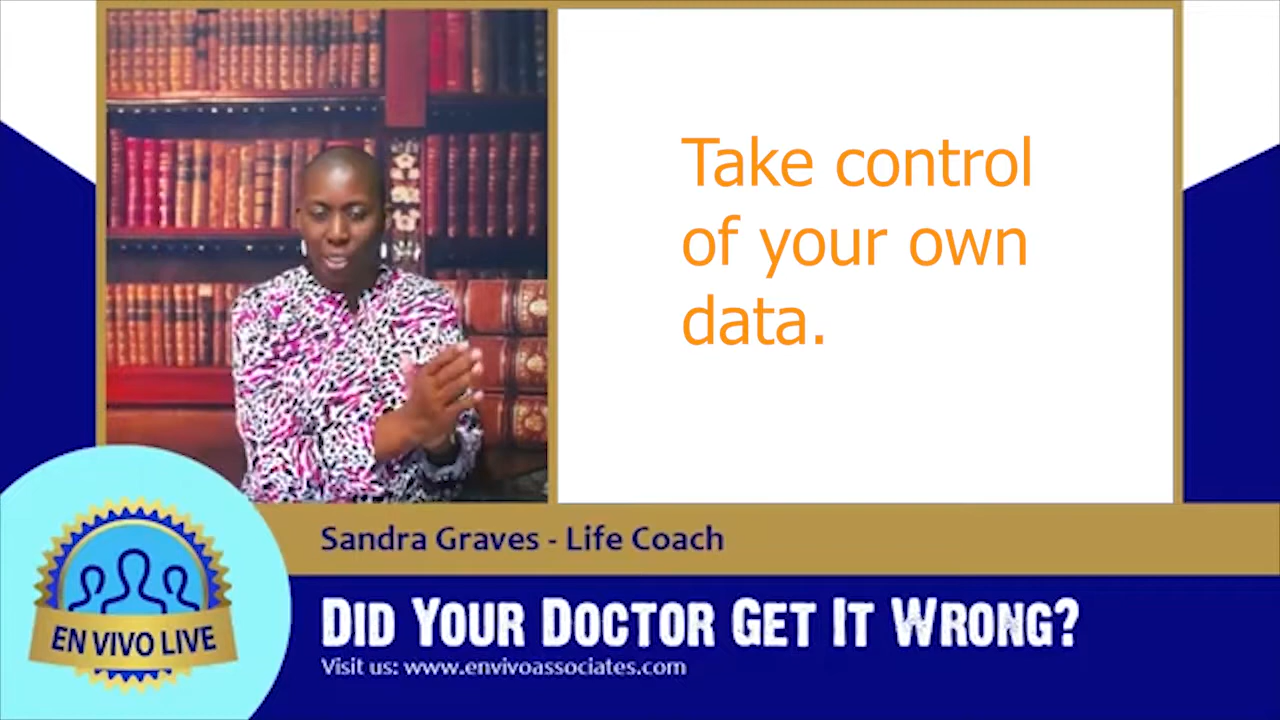 Take control
of your own
data.
Sandra Graves - Life Coach
EN VIVO LIVE
DID YOUR DOCTOR GET IT WRONG?
Visit us: www.envivoassociates.com